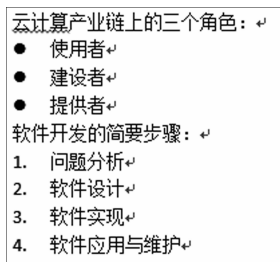 云计算产业链上的三个角色：
● 使用者
● 建设者
● 提供者
软件开发的简要步骤：
1. 问题分析
2. 软件设计
3. 软件实现
4. 软件应用与维护